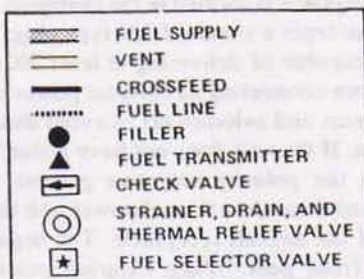 FUEL SUPPLY
VENT
CROSSFEED
FUEL LINE
FILLER
FUEL TRANSMITTER
CHECK VALVE
STRAINER, DRAIN, AND
THERMAL RELIEF VALVE
FUEL SELECTOR VALVE